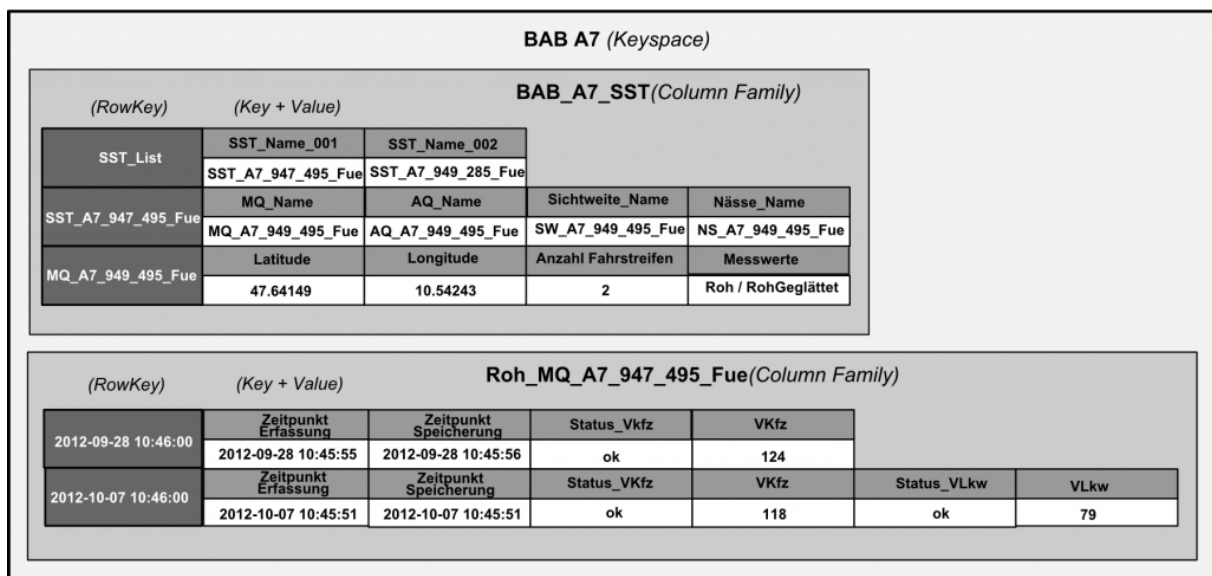 BAB A7 (Keyspace)
BAB_A7_SST(Column Family)
(RowKey) (Key + Value)
SST_List
SST_Name_001 SST_Name_002
SST_A7_947_495_Fue SST_A7_949_285_Fue
SST_A7_947_495_Fue
MQ_Name AQ_Name Sichtweite_Name Nässe_Name
MQ_A7_949_495_Fue AQ_A7_949_495_Fue SW_A7_949_495_Fue NS_A7_949_495_Fue
MQ_A7_949_495_Fue
Latitude Longitude Anzahl Fahrstreifen Messwerte
47.64149 10.54243 2 Roh / RohGeglättet
Roh_MQ_A7_947_495_Fue(Column Family)
(RowKey) (Key + Value)
2012-09-28 10:46:00
Zeitpunkt Erfassung Zeitpunkt Speicherung Status_Vkfz VKfz
2012-09-28 10:45:55 2012-09-28 10:45:56 ok 124
2012-10-07 10:46:00
Zeitpunkt Erfassung Zeitpunkt Speicherung Status_VKfz VKfz Status_VLkw VLkw
2012-10-07 10:45:51 2012-10-07 10:45:51 ok 118 ok 79